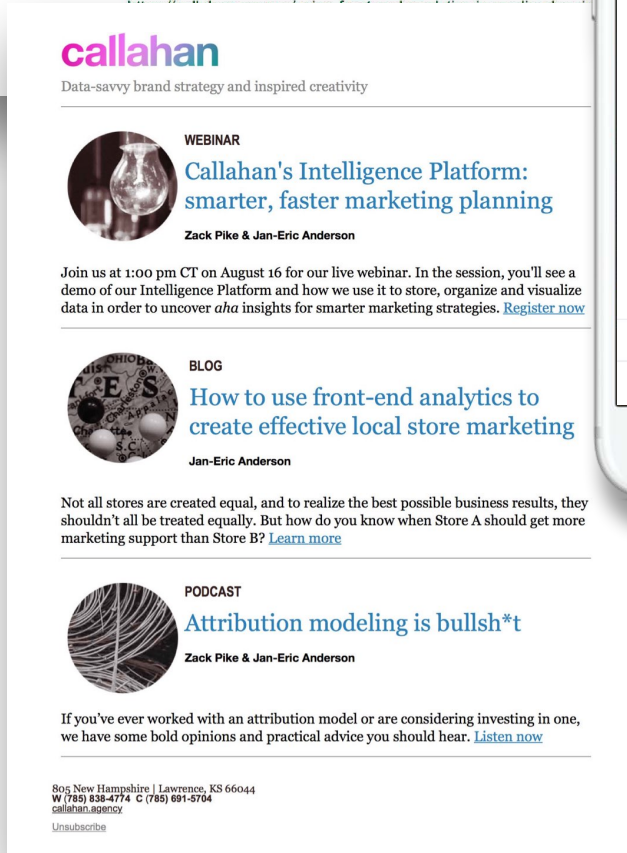 callahan
Data-savvy brand strategy and inspired creativity
WEBINAR
Callahan's Intelligence Platform:
smarter, faster marketing planning
Zack Pike & Jan-Eric Anderson
Join us at 1:00 pm CT on August 16 for our live webinar. In the session, you'll see a
demo of our Intelligence Platform and how we use it to store, organize and visualize
data in order to uncover aha insights for smarter marketing strategies. Register now
OHIO
E S
Charleston
S.C.
BLOG
How to use front-end analytics to
create effective local store marketing
Jan-Eric Anderson
Not all stores are created equal, and to realize the best possible business results, they
shouldn't all be treated equally. But how do you know when Store A should get more
marketing support than Store B? Learn more
PODCAST
Attribution modeling is bullsh*t
Zack Pike & Jan-Eric Anderson
If you've ever worked with an attribution model or are considering investing in one,
we have some bold opinions and practical advice you should hear. Listen now
805 New Hampshire | Lawrence, KS 66044
W (785) 838-4774 C (785) 691-5704
callahan.agency
Unsubscribe